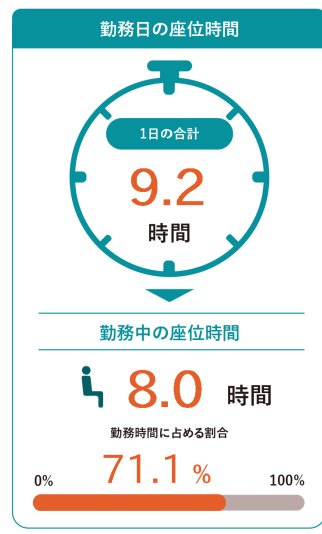 勤務日の座位時間
1日の合計
9.2
時間
勤務中の座位時間
8.0 時間
勤務時間に占める割合
71.1 %
0% 100%